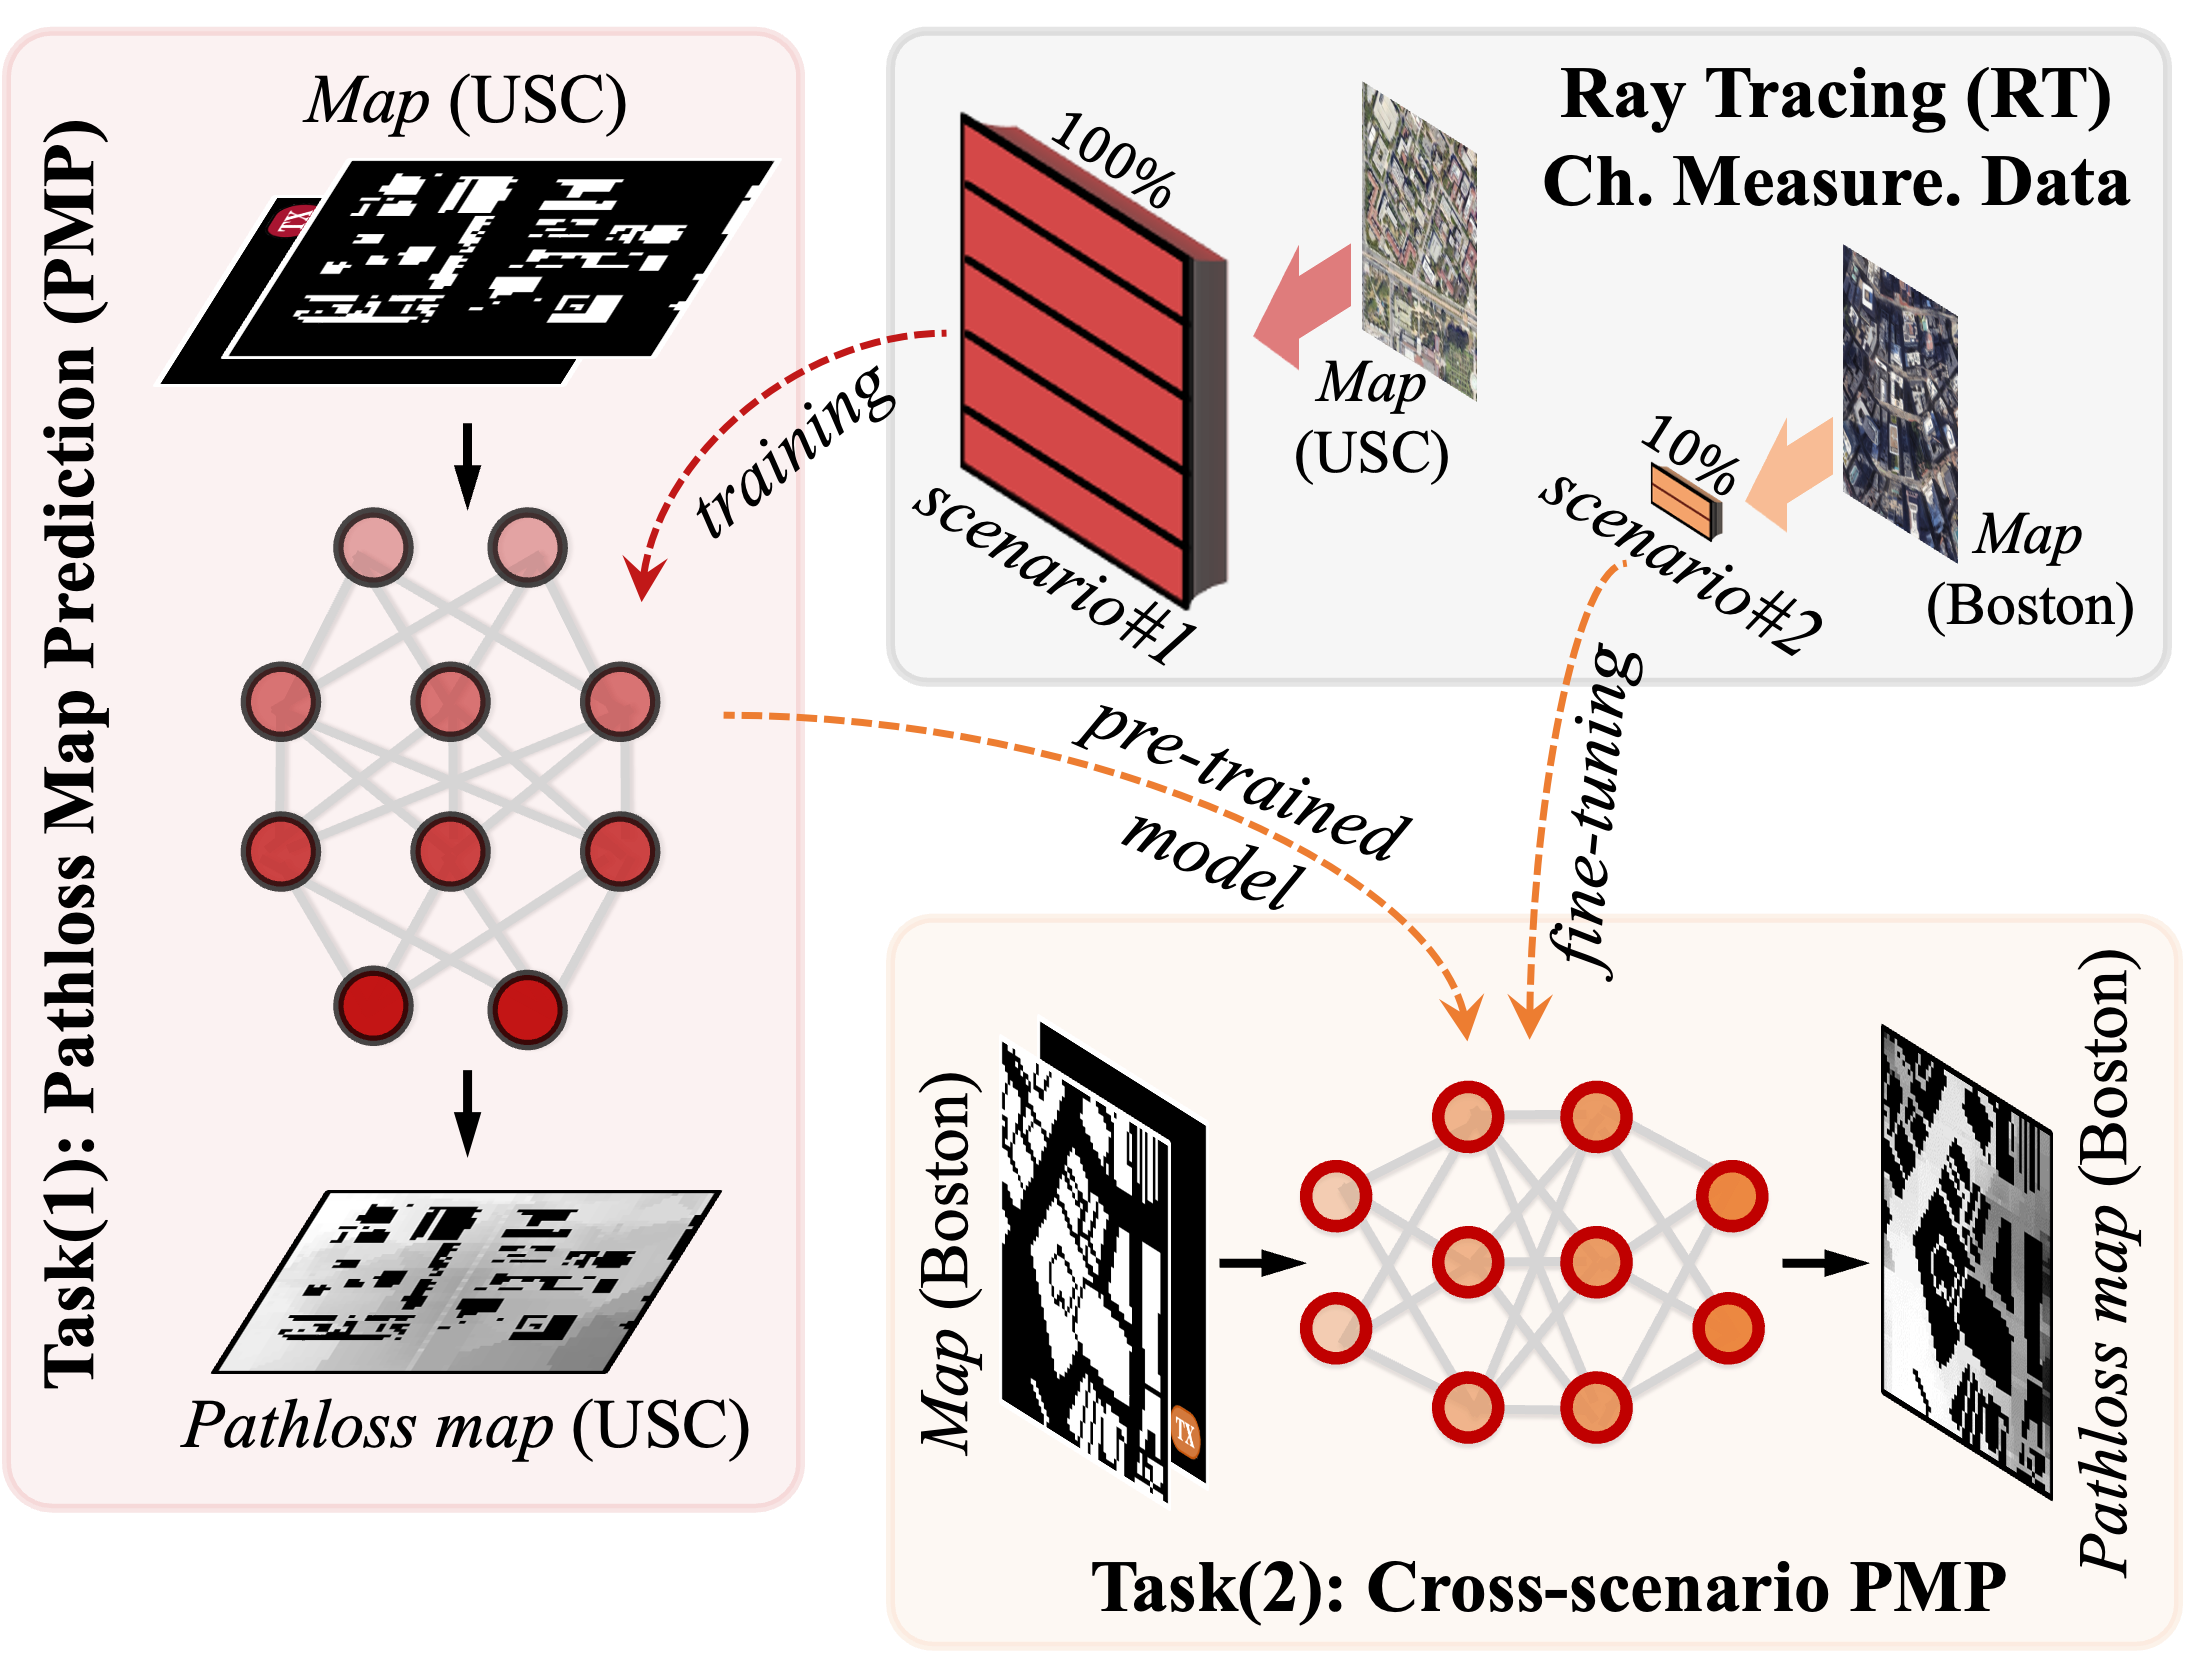 Task(1): Pathloss Map Prediction (PMP)
Map (USC)
TX
Pathloss map (USC)
training
Ray Tracing (RT)
Ch. Measure. Data
100%
scenario#1
Map
(USC)
10%
scenario#2
Map
(Boston)
pre-trained
model
fine-tuning
Map (Boston)
TX
Pathloss map (Boston)
Task(2): Cross-scenario PMP